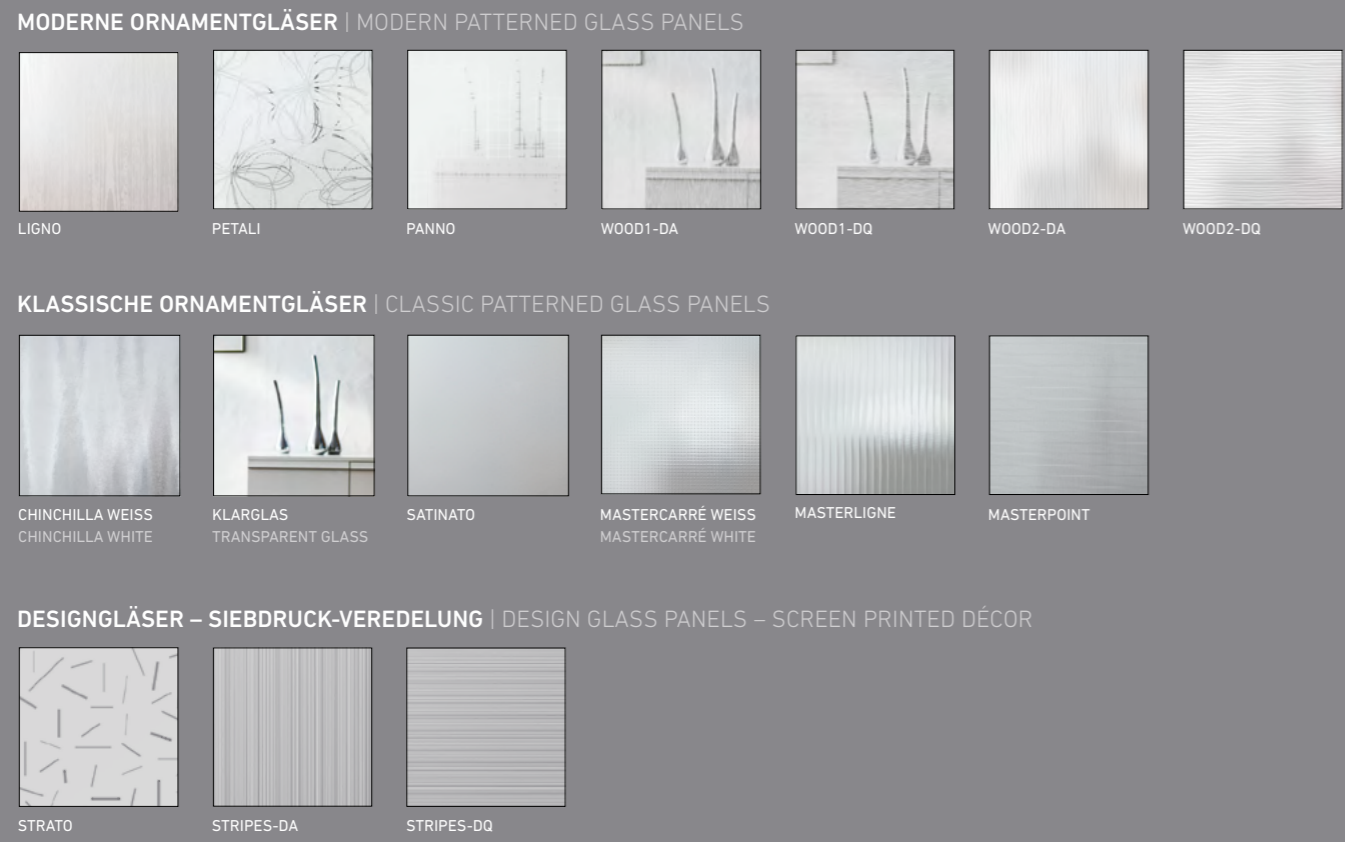 MODERNE ORNAMENTGLÄSER | MODERN PATTERNED GLASS PANELS
LIGNO
PETALI
PANNO
WOOD1-DA
WOOD1-DQ
WOOD2-DA
WOOD2-DQ
KLASSISCHE ORNAMENTGLÄSER | CLASSIC PATTERNED GLASS PANELS
CHINCHILLA WEISS
CHINCHILLA WHITE
KLARGLAS
TRANSPARENT GLASS
SATINATO
MASTERCARRÉ WEISS
MASTERCARRÉ WHITE
MASTERLIGNE
MASTERPOINT
DESIGNGLÄSER – SIEBDRUCK-VEREDELUNG | DESIGN GLASS PANELS – SCREEN PRINTED DÉCOR
STRATO
STRIPES-DA
STRIPES-DQ